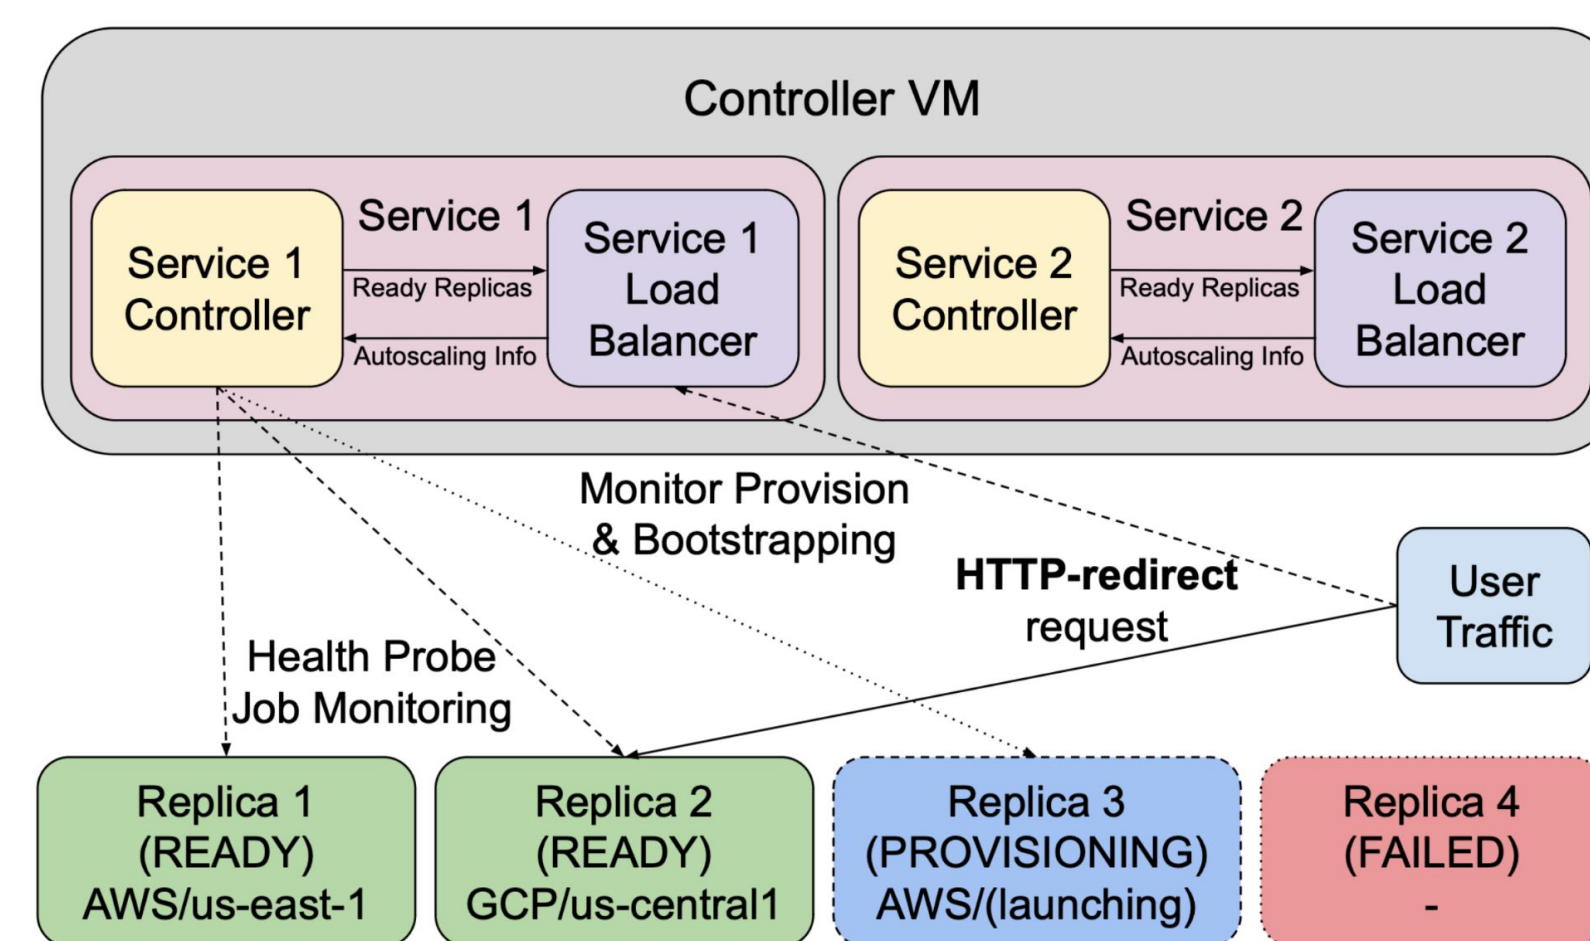 Controller VM
Service 1
Controller
Service 1
Ready Replicas
Autoscaling Info
Service 1
Load
Balancer
Service 2
Controller
Service 2
Ready Replicas
Autoscaling Info
Service 2
Load
Balancer
Monitor Provision
& Bootstrapping
HTTP-redirect
request
User
Traffic
Health Probe
Job Monitoring
Replica 1
(READY)
AWS/us-east-1
Replica 2
(READY)
GCP/us-central1
Replica 3
(PROVISIONING)
AWS/(launching)
Replica 4
(FAILED)
-